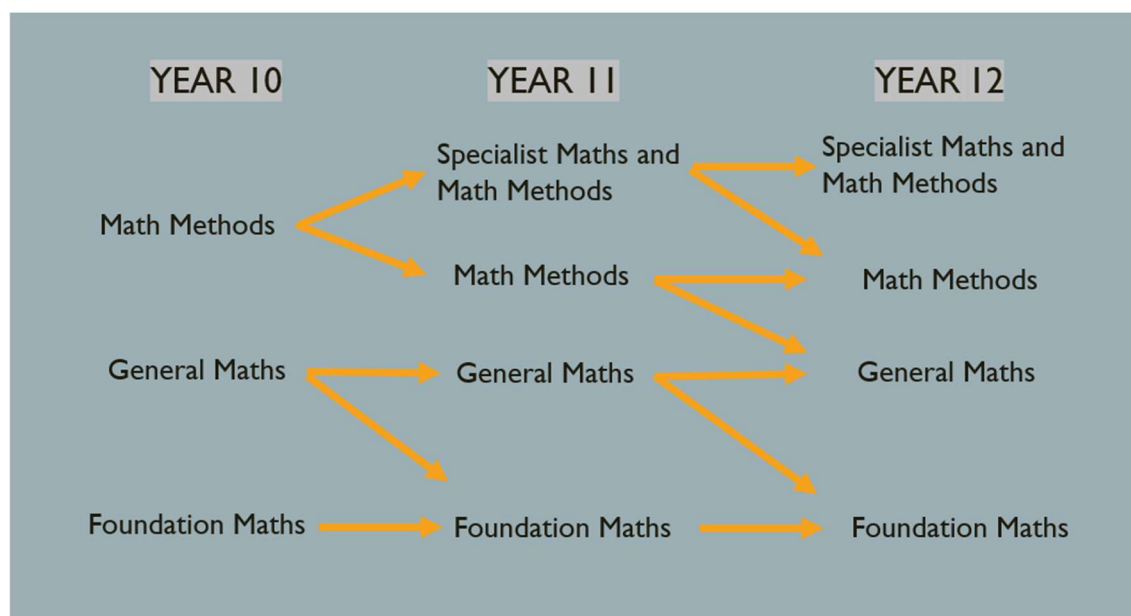 YEAR 10
YEAR 11
YEAR 12
Specialist Maths and
Math Methods
Specialist Maths and
Math Methods
Math Methods
Math Methods
Math Methods
General Maths
General Maths
General Maths
Foundation Maths
Foundation Maths
Foundation Maths